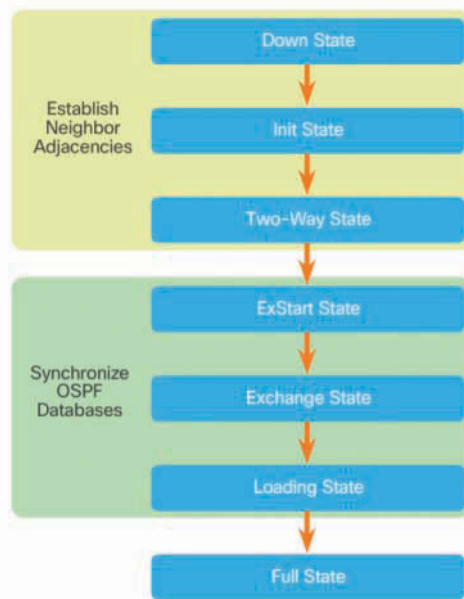 Down State
Establish
Neighbor
Adjacencies
Init State
Two-Way State
ExStart State
Synchronize
OSPF
Databases
Exchange State
Loading State
Full State